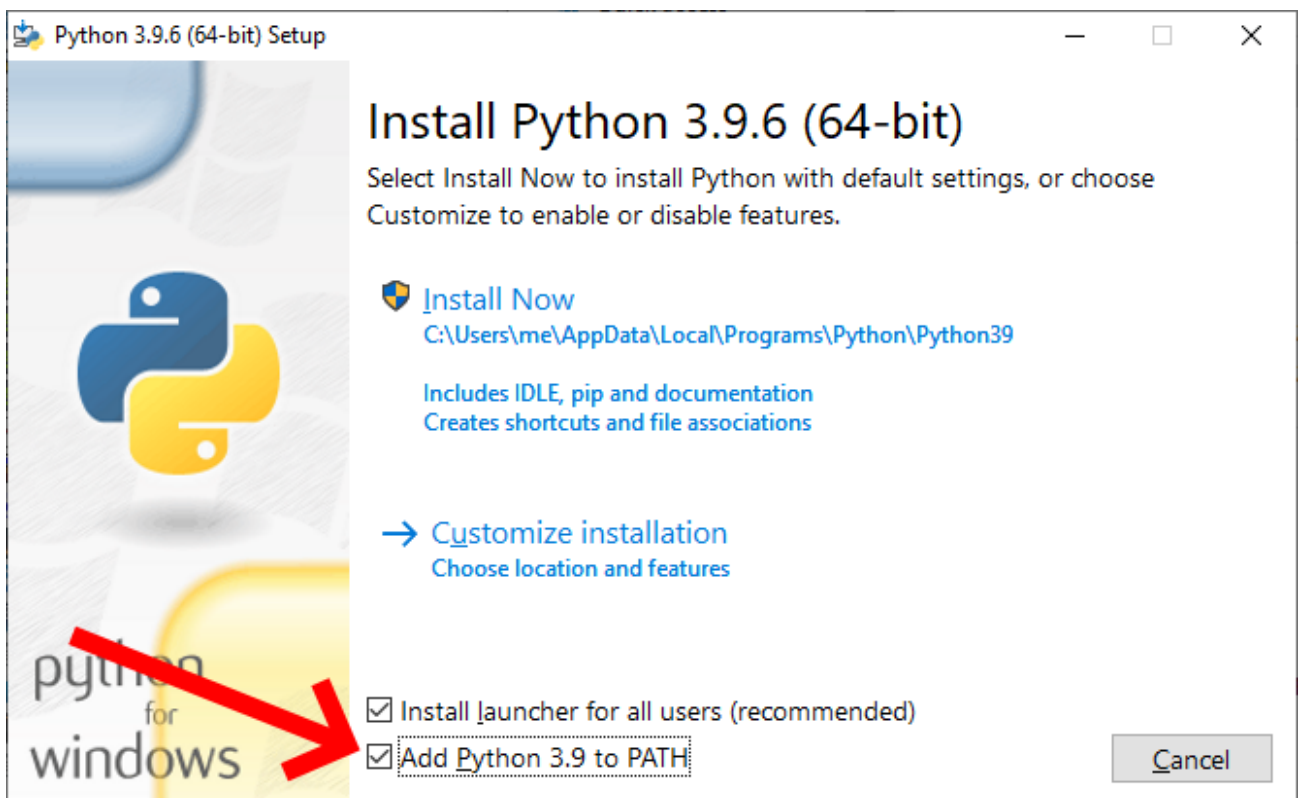 Python 3.9.6 (64-bit) Setup
Install Python 3.9.6 (64-bit)
Select Install Now to install Python with default settings, or choose
Customize to enable or disable features.
Install Now
C:\Users\me\AppData\Local\Programs\Python\Python39
Includes IDLE, pip and documentation
Creates shortcuts and file associations
Customize installation
Choose location and features
python
for
windows
Install launcher for all users (recommended)
Add Python 3.9 to PATH
Cancel